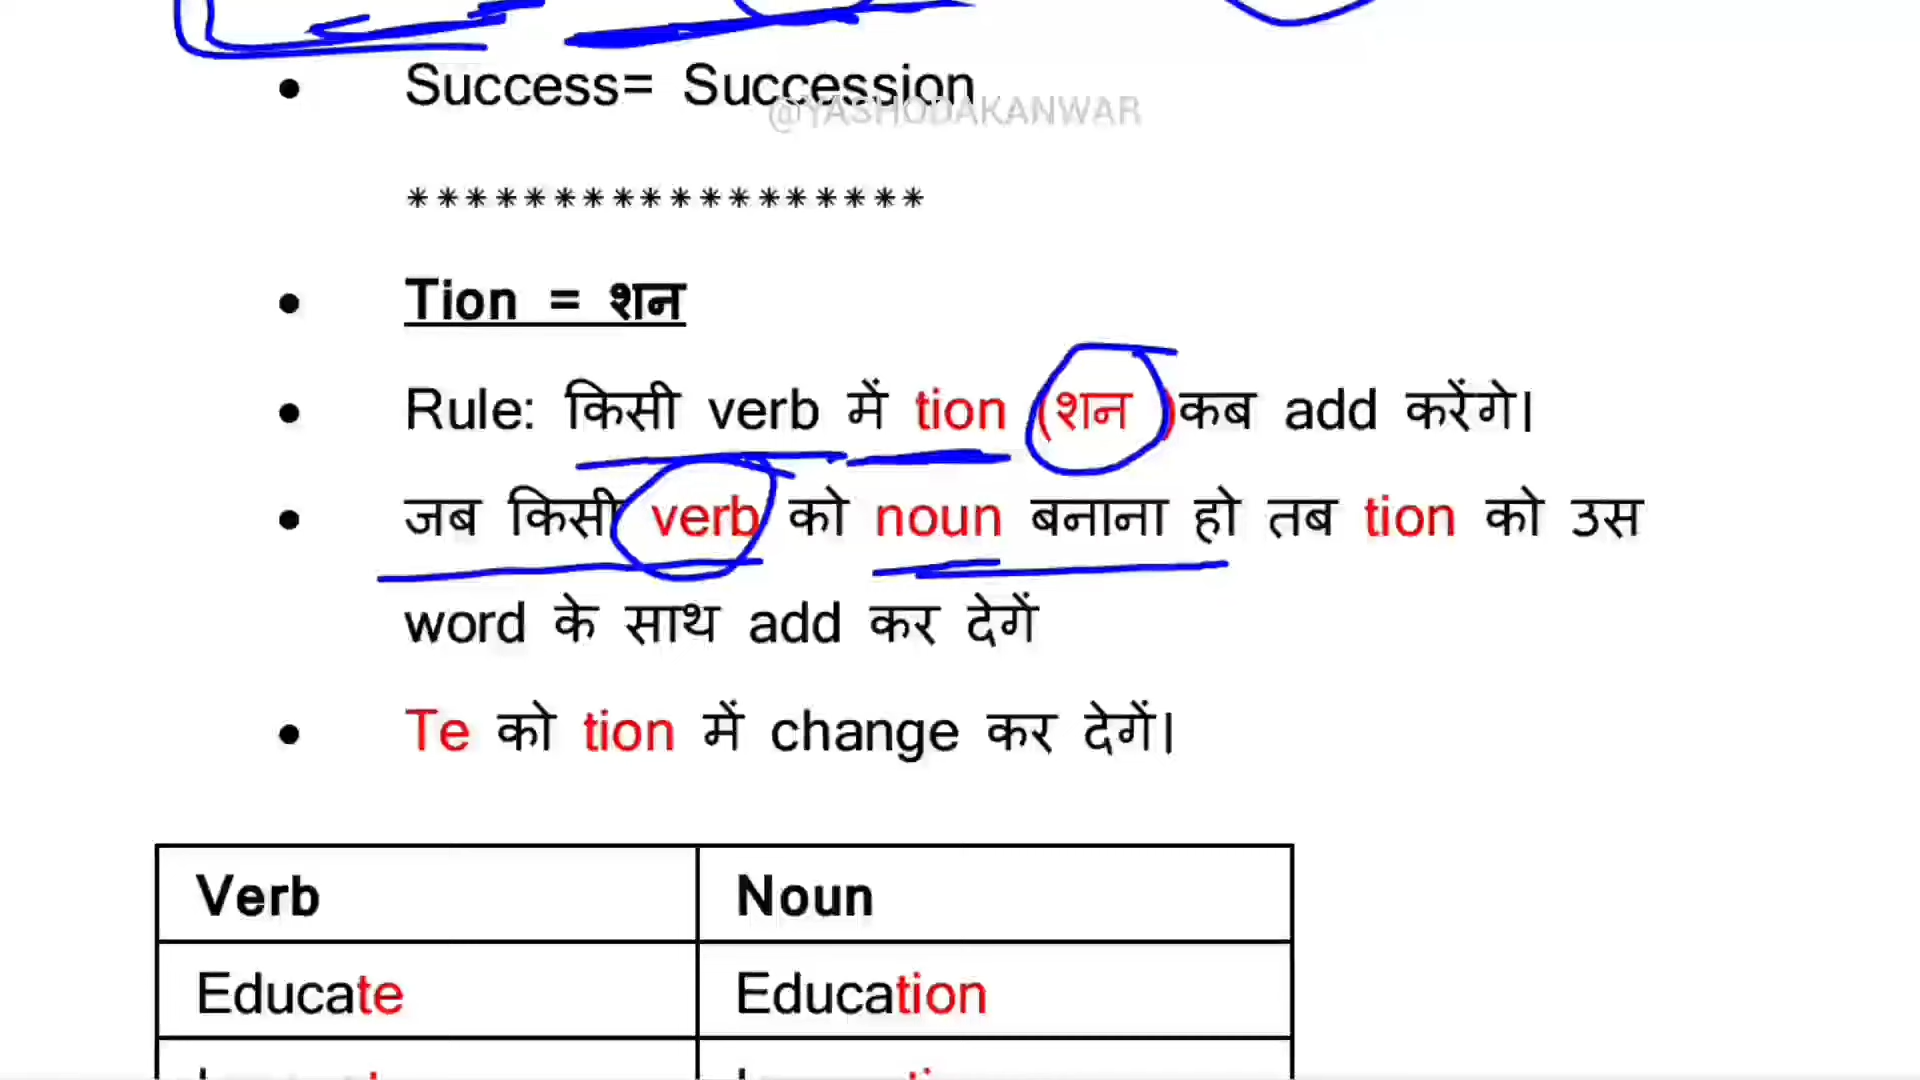 Success= Succession
@YASHODAKANWAR
******************
Tion = शन
Rule: किसी verb में tion (शन )कब add करेंगे।
जब किसी verb को noun बनाना हो तब tion को उस
word के साथ add कर देगें
Te को tion में change कर देगें।
Verb Noun
Educate Education